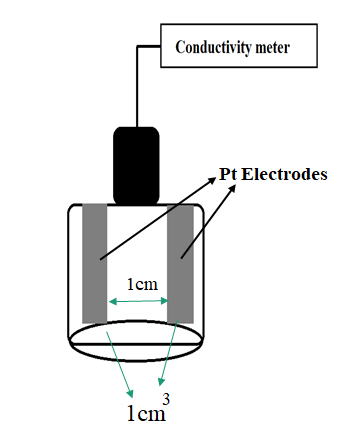 Conductivity meter
Pt Electrodes
1cm
1cm³